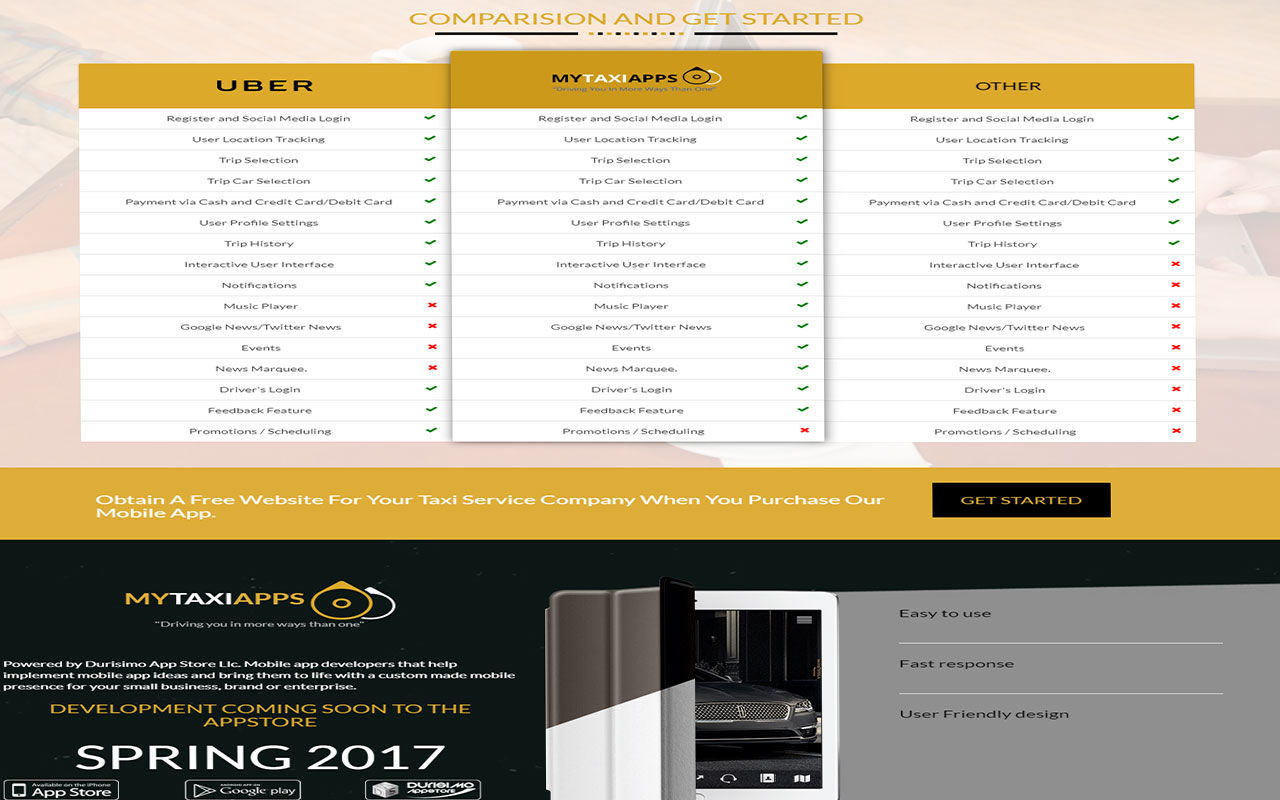 COMPARISION AND GET STARTED
UBER
Register and Social Media Login
User Location Tracking
Trip Selection
Trip Car Selection
Payment via Cash and Credit Card/Debit Card
User Profile Settings
Trip History
Interactive User Interface
Notifications
Music Player
Google News/Twitter News
Events
News Marquee.
Driver's Login
Feedback Feature
Promotions / Scheduling
MYTAXIAPPS
"Driving You In More Ways Than One"
Register and Social Media Login
User Location Tracking
Trip Selection
Trip Car Selection
Payment via Cash and Credit Card/Debit Card
User Profile Settings
Trip History
Interactive User Interface
Notifications
Music Player
Google News/Twitter News
Events
News Marquee.
Driver's Login
Feedback Feature
Promotions / Scheduling
OTHER
Register and Social Media Login
User Location Tracking
Trip Selection
Trip Car Selection
Payment via Cash and Credit Card/Debit Card
User Profile Settings
Trip History
Interactive User Interface
Notifications
Music Player
Google News/Twitter News
Events
News Marquee.
Driver's Login
Feedback Feature
Promotions / Scheduling
Obtain A Free Website For Your Taxi Service Company When You Purchase Our
Mobile App.
GET STARTED
MYTAXIAPPS
"Driving you in more ways than one"
Powered by Durisimo App Store Llc. Mobile app developers that help
implement mobile app ideas and bring them to life with a custom made mobile
presence for your small business, brand or enterprise.
DEVELOPMENT COMING SOON TO THE
APPSTORE
SPRING 2017
Available on the iPhone
App Store
ANDROID APP ON
Google play
DURISIMO
APPSTORE
Easy to use
Fast response
User Friendly design